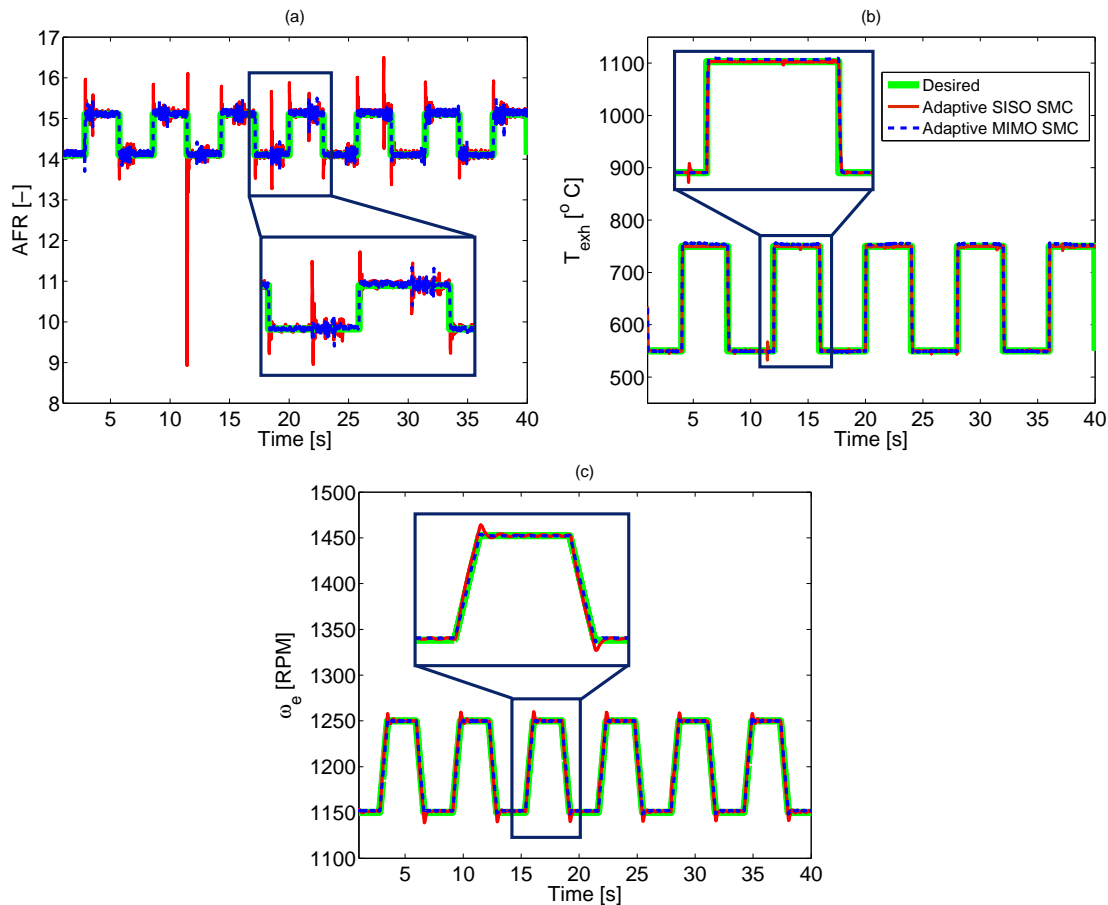 (a)
17
16
15
14
13
12
11
10
9
8
AFR [–]
5 10 15 20 25 30 35 40
Time [s]
(b)
1100
1000
900
800
700
600
500
T_exh [° C]
Desired
Adaptive SISO SMC
Adaptive MIMO SMC
5 10 15 20 25 30 35 40
Time [s]
(c)
1500
1450
1400
1350
1300
1250
1200
1150
1100
ω_e [RPM]
5 10 15 20 25 30 35 40
Time [s]